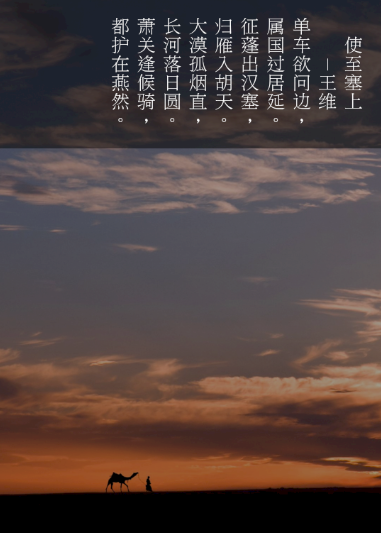 使至塞上
—王维
单车欲问边，
属国过居延。
征蓬出汉塞，
归雁入胡天。
大漠孤烟直，
长河落日圆。
萧关逢候骑，
都护在燕然。